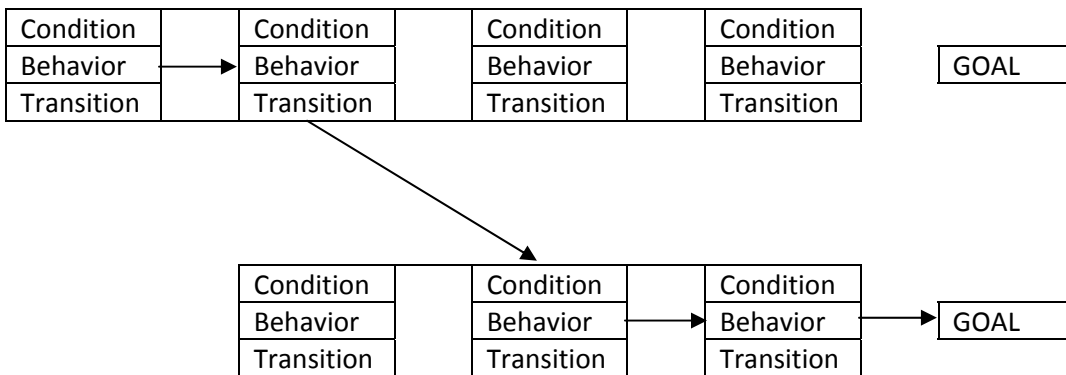 Condition Condition Condition Condition
Behavior Behavior Behavior Behavior GOAL
Transition Transition Transition Transition
Condition Condition Condition
Behavior Behavior Behavior GOAL
Transition Transition Transition